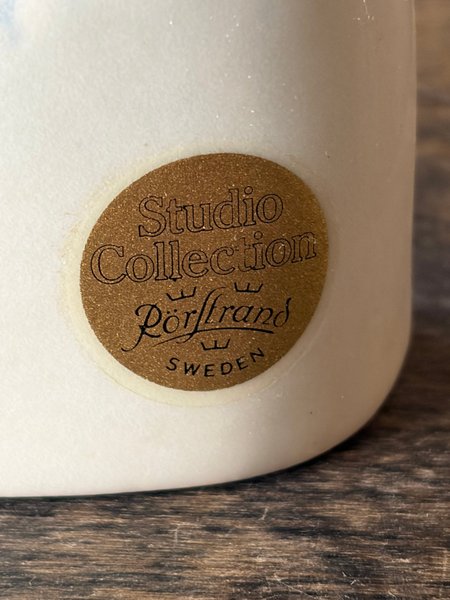 Studio
Collection
Rörstrand
SWEDEN